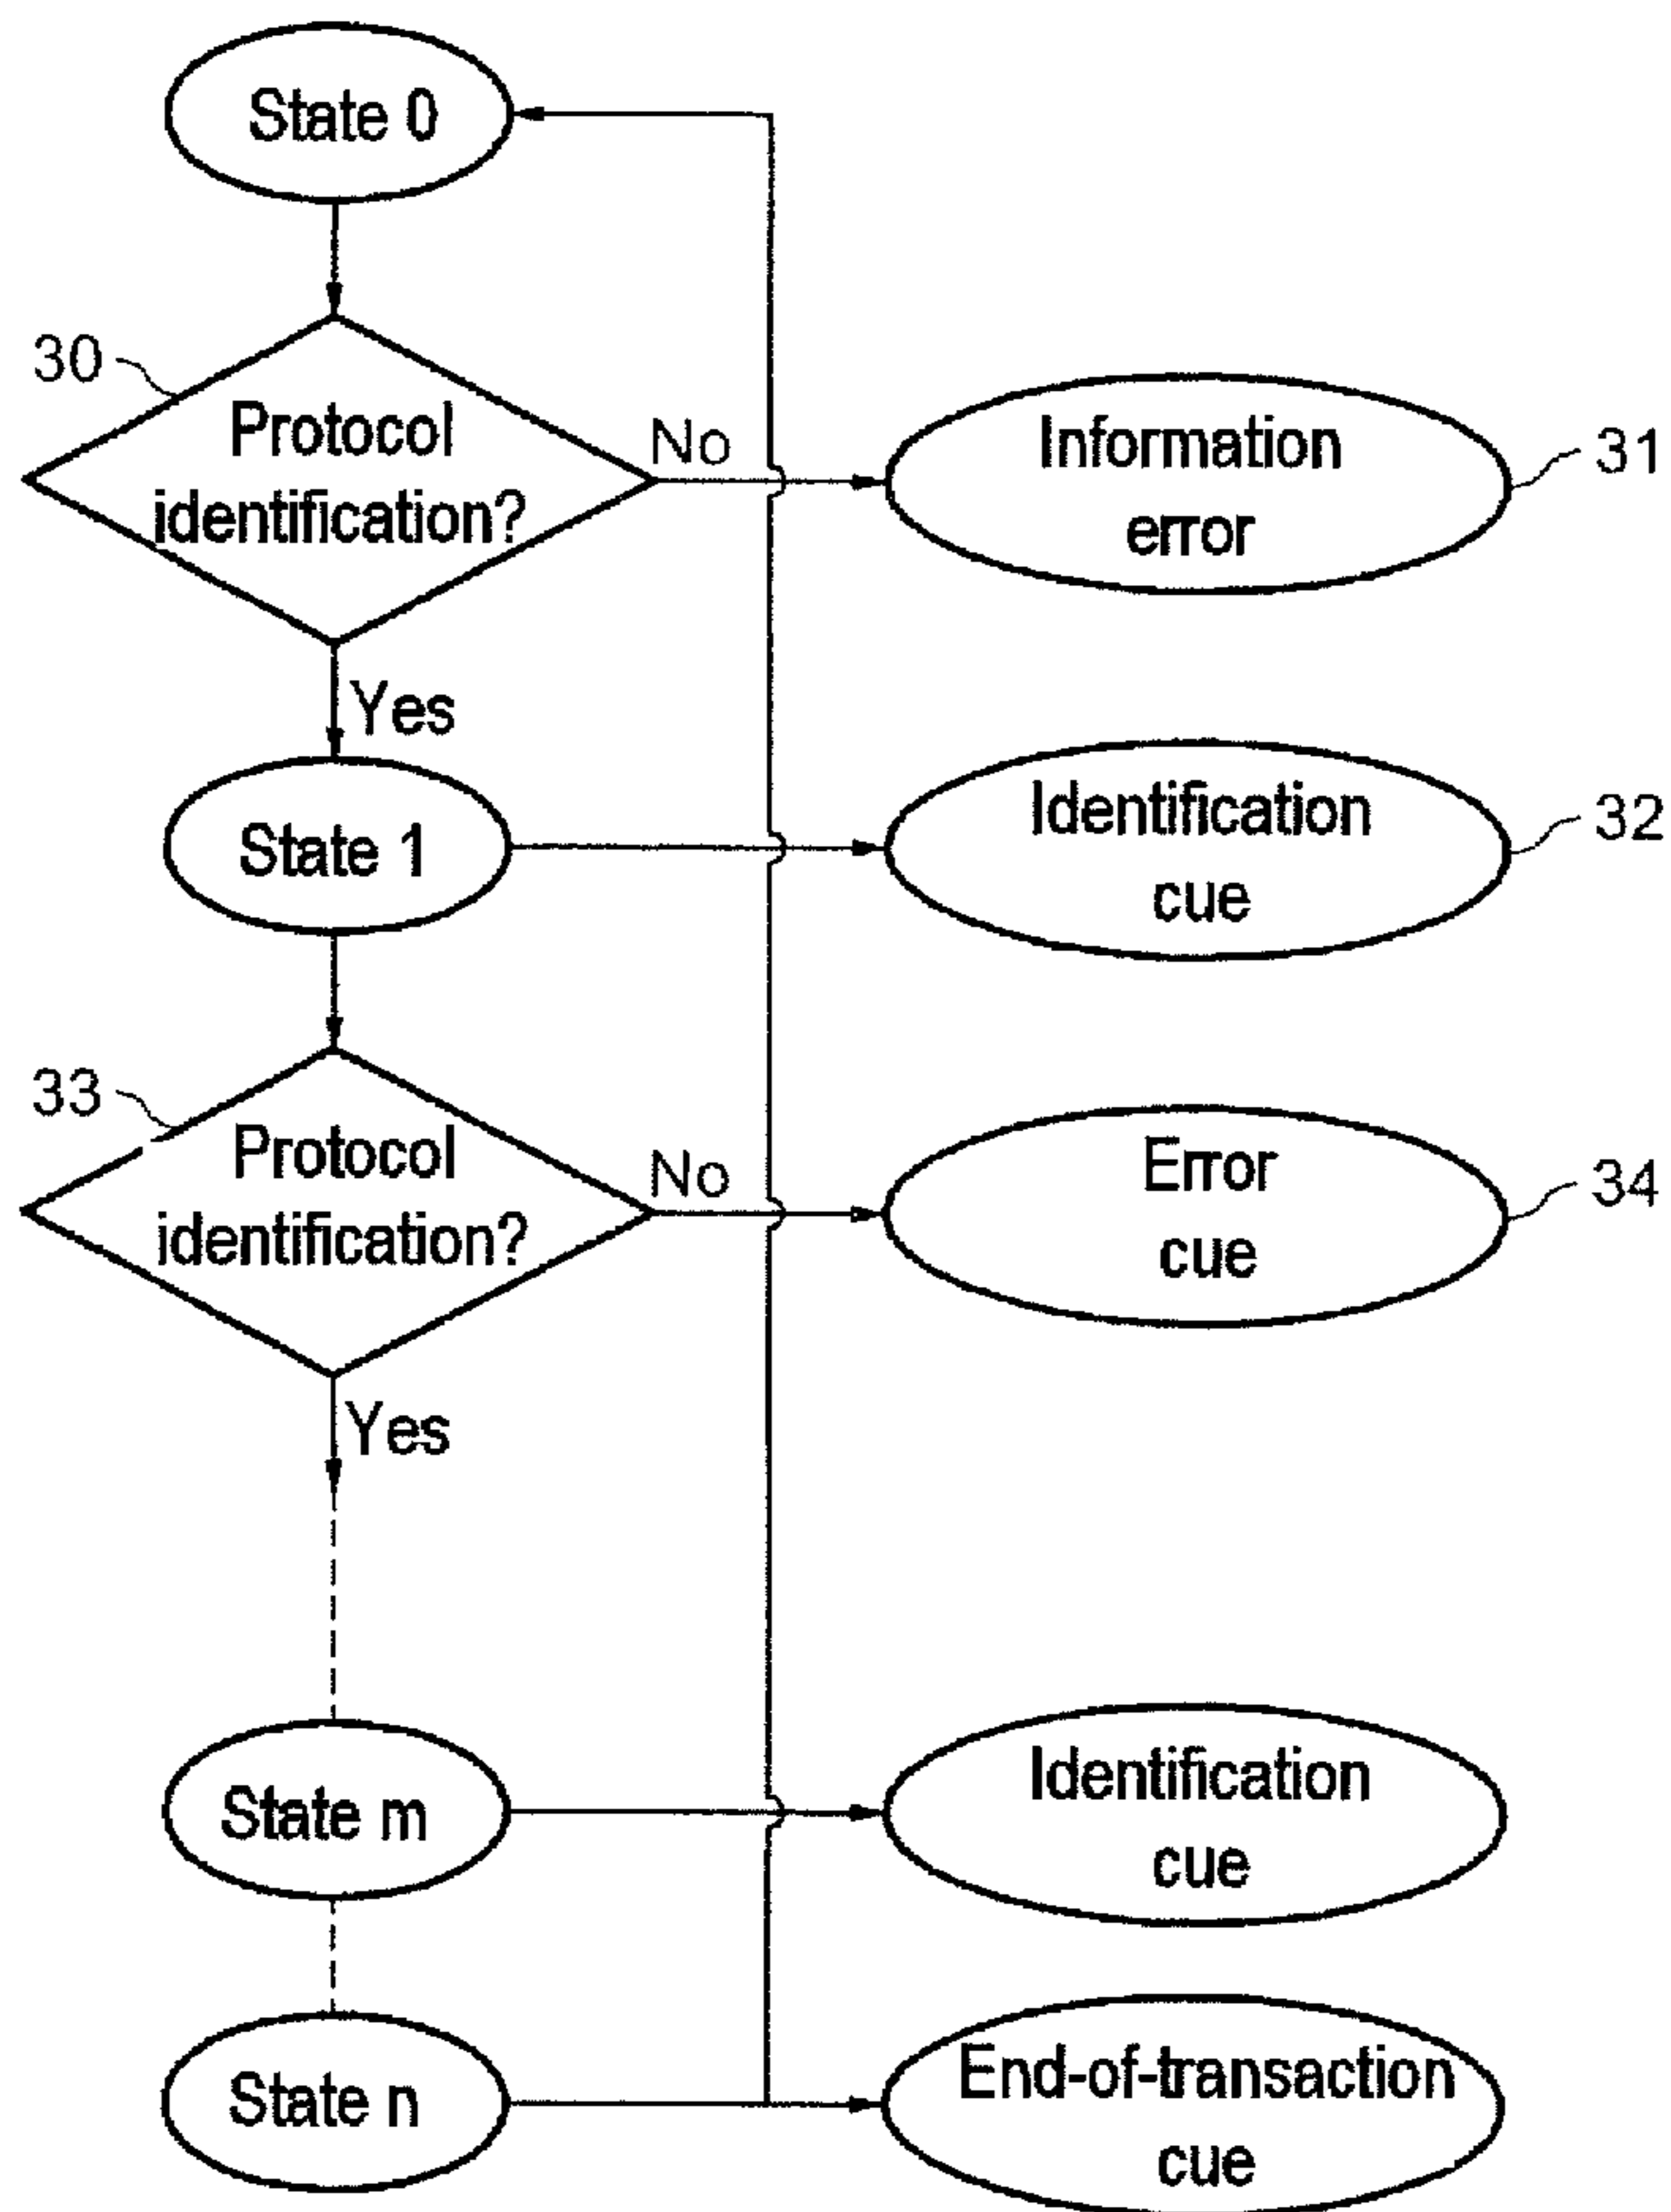 State 0
30
Protocol
identification?
No
Information
error
31
Yes
State 1
Identification
cue
32
33
Protocol
identification?
No
Error
cue
34
Yes
State m
Identification
cue
State n
End-of-transaction
cue